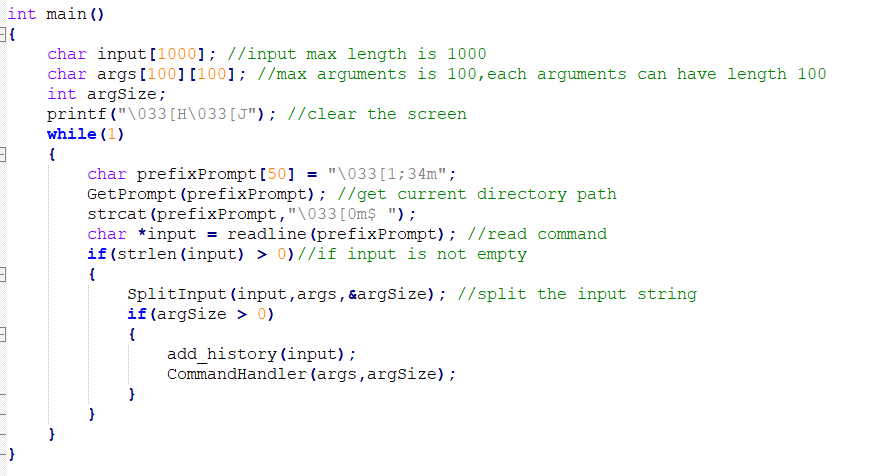 int main()
{
    char input[1000]; //input max length is 1000
    char args[100][100]; //max arguments is 100,each arguments can have length 100
    int argSize;
    printf("\033[H\033[J"); //clear the screen
    while(1)
    {
        char prefixPrompt[50] = "\033[1;34m";
        GetPrompt(prefixPrompt); //get current directory path
        strcat(prefixPrompt,"\033[0m$ ");
        char *input = readline(prefixPrompt); //read command
        if(strlen(input) > 0)//if input is not empty
        {
            SplitInput(input,args,&argSize); //split the input string
            if(argSize > 0)
            {
                add_history(input);
                CommandHandler(args,argSize);
            }
        }
    }
}